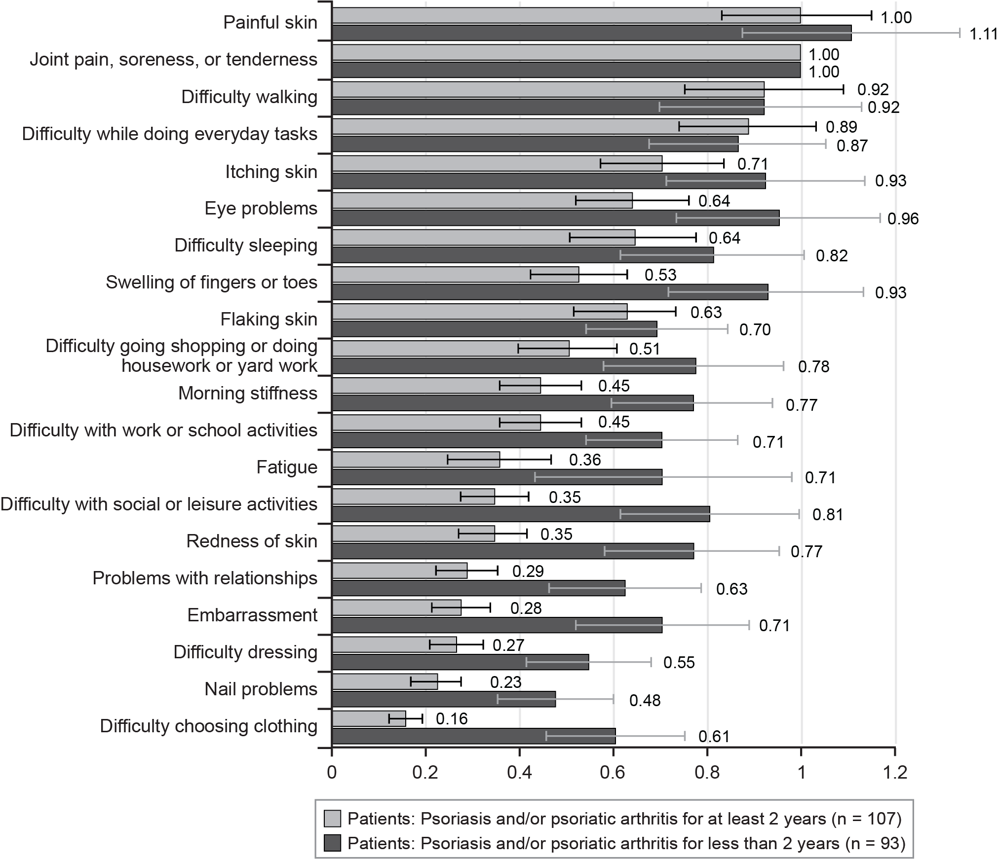 Painful skin
1.00
1.11
Joint pain, soreness, or tenderness
1.00
1.00
Difficulty walking
0.92
0.92
Difficulty while doing everyday tasks
0.89
0.87
Itching skin
0.71
0.93
Eye problems
0.64
0.96
Difficulty sleeping
0.64
0.82
Swelling of fingers or toes
0.53
0.93
Flaking skin
0.63
0.70
Difficulty going shopping or doing
housework or yard work
0.51
0.78
Morning stiffness
0.45
0.77
Difficulty with work or school activities
0.45
0.71
Fatigue
0.36
0.71
Difficulty with social or leisure activities
0.35
0.81
Redness of skin
0.35
0.77
Problems with relationships
0.29
0.63
Embarrassment
0.28
0.71
Difficulty dressing
0.27
0.55
Nail problems
0.23
0.48
Difficulty choosing clothing
0.16
0.61
0 0.2 0.4 0.6 0.8 1 1.2
Patients: Psoriasis and/or psoriatic arthritis for at least 2 years (n = 107)
Patients: Psoriasis and/or psoriatic arthritis for less than 2 years (n = 93)